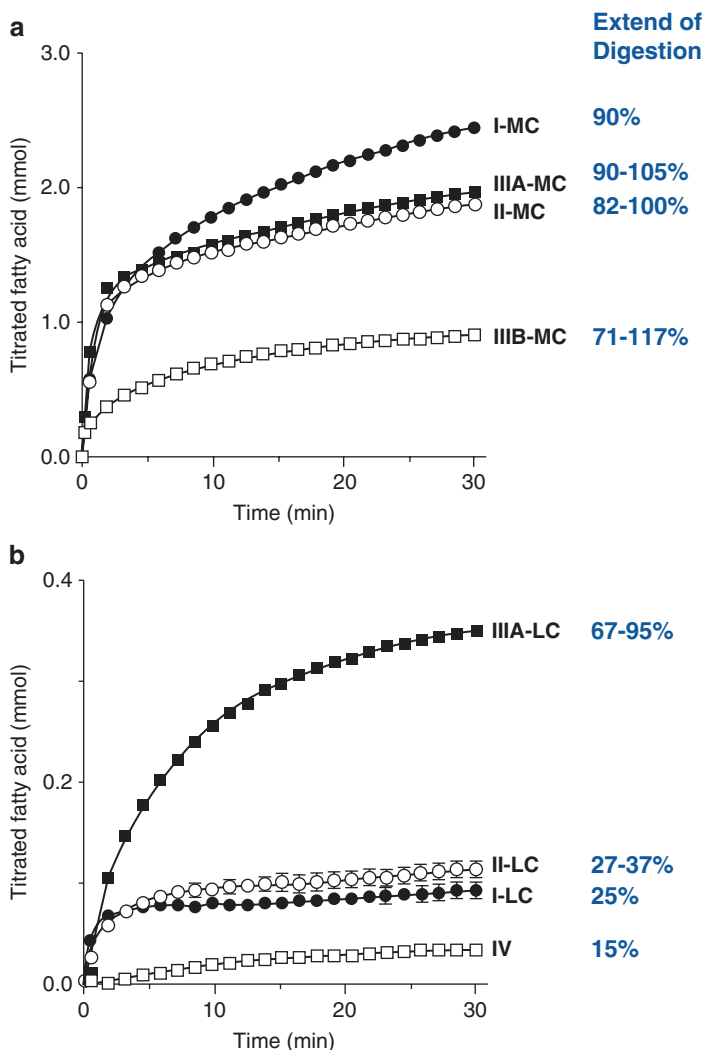 a
Extend of
Digestion
3.0
2.0
1.0
0.0
Titrated fatty acid (mmol)
I-MC 90%
IIIA-MC 90-105%
II-MC 82-100%
IIIB-MC 71-117%
0 10 20 30
Time (min)
b
0.4
0.2
0.0
Titrated fatty acid (mmol)
IIIA-LC 67-95%
II-LC 27-37%
I-LC 25%
IV 15%
0 10 20 30
Time (min)